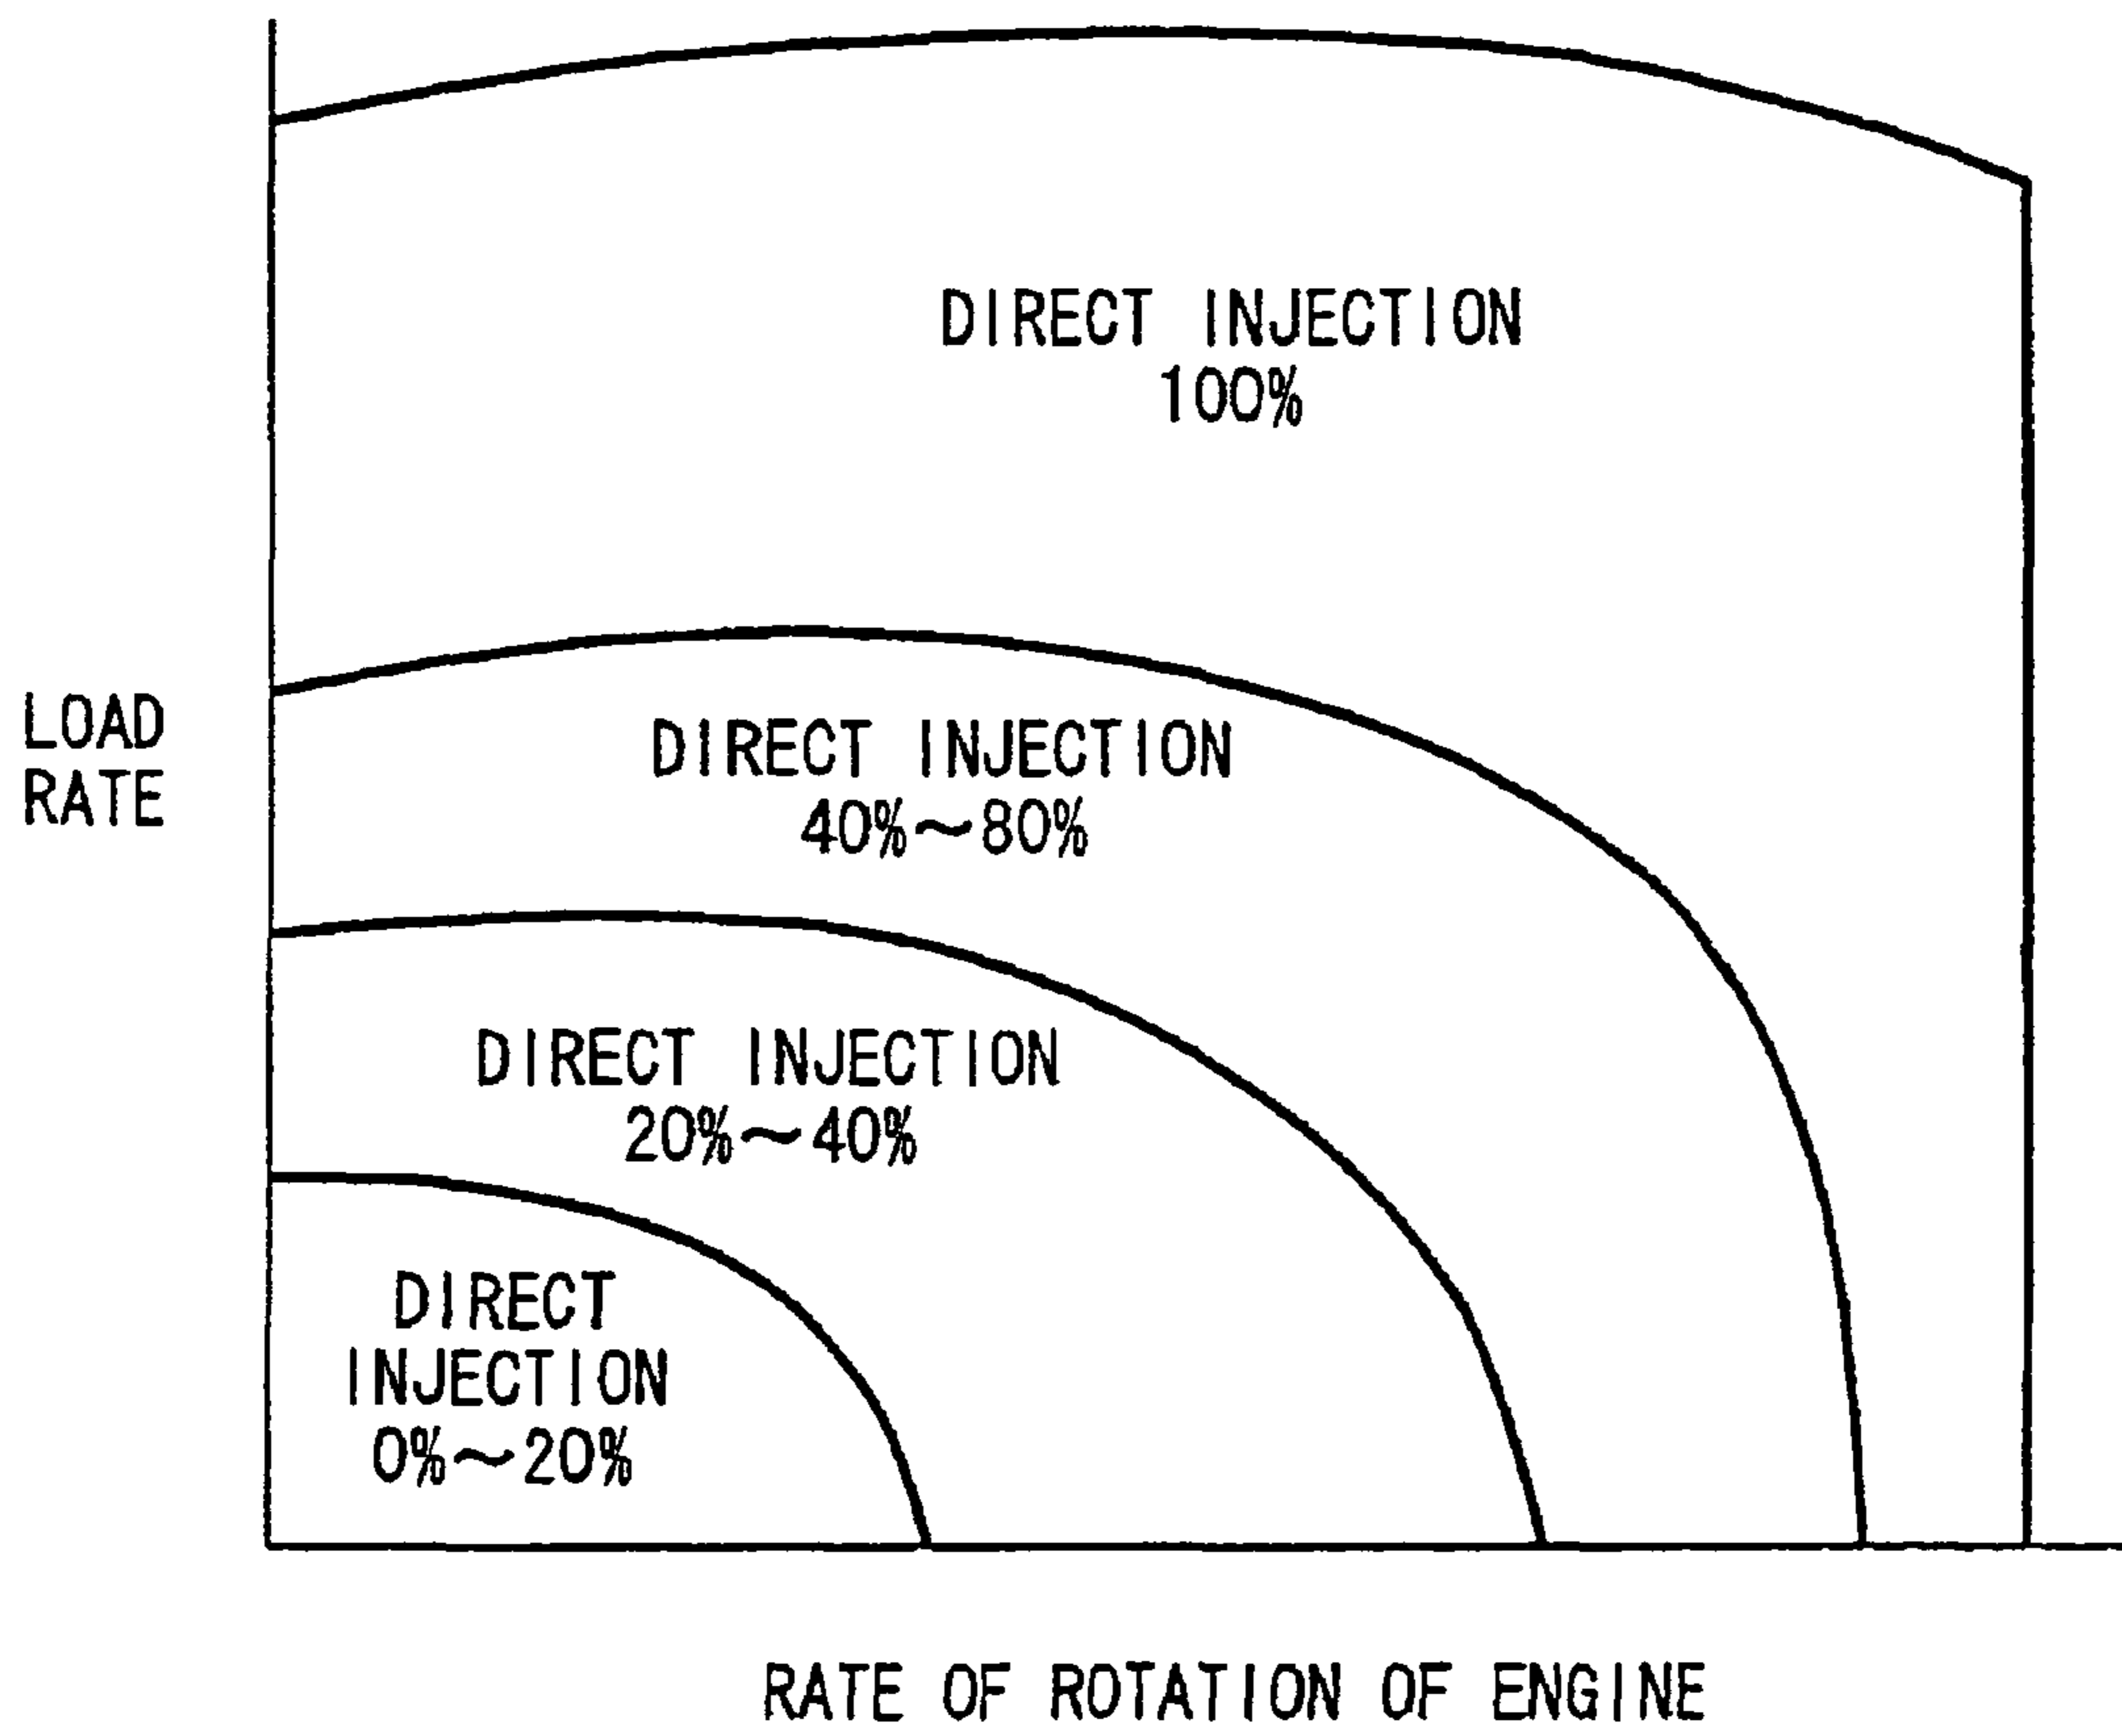 DIRECT INJECTION
100%
LOAD
RATE
DIRECT INJECTION
40%～80%
DIRECT INJECTION
20%～40%
DIRECT
INJECTION
0%～20%
RATE OF ROTATION OF ENGINE